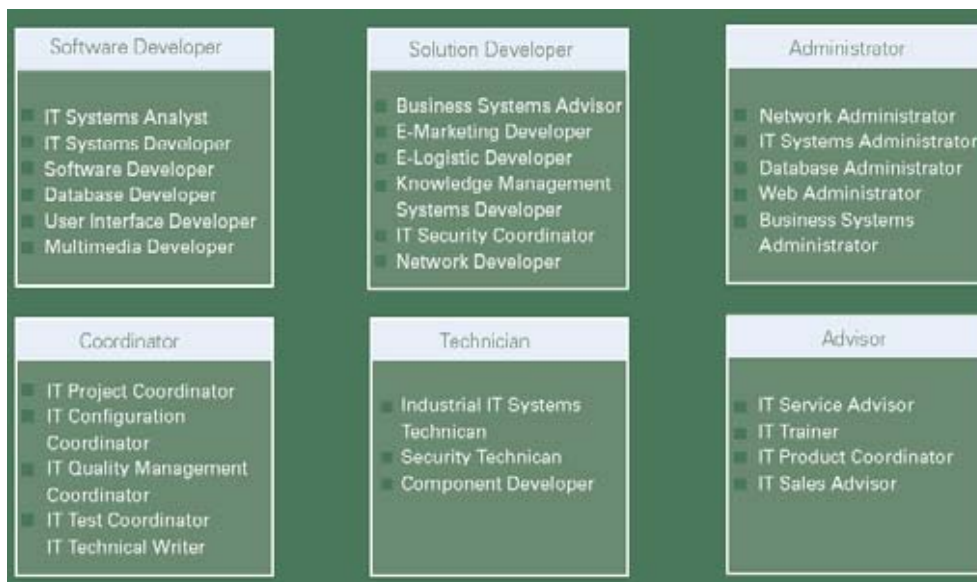 Software Developer
IT Systems Analyst
IT Systems Developer
Software Developer
Database Developer
User Interface Developer
Multimedia Developer
Solution Developer
Business Systems Advisor
E-Marketing Developer
E-Logistic Developer
Knowledge Management
Systems Developer
IT Security Coordinator
Network Developer
Administrator
Network Administrator
IT Systems Administrator
Database Administrator
Web Administrator
Business Systems
Administrator
Coordinator
IT Project Coordinator
IT Configuration
Coordinator
IT Quality Management
Coordinator
IT Test Coordinator
IT Technical Writer
Technician
Industrial IT Systems
Technican
Security Technican
Component Developer
Advisor
IT Service Advisor
IT Trainer
IT Product Coordinator
IT Sales Advisor